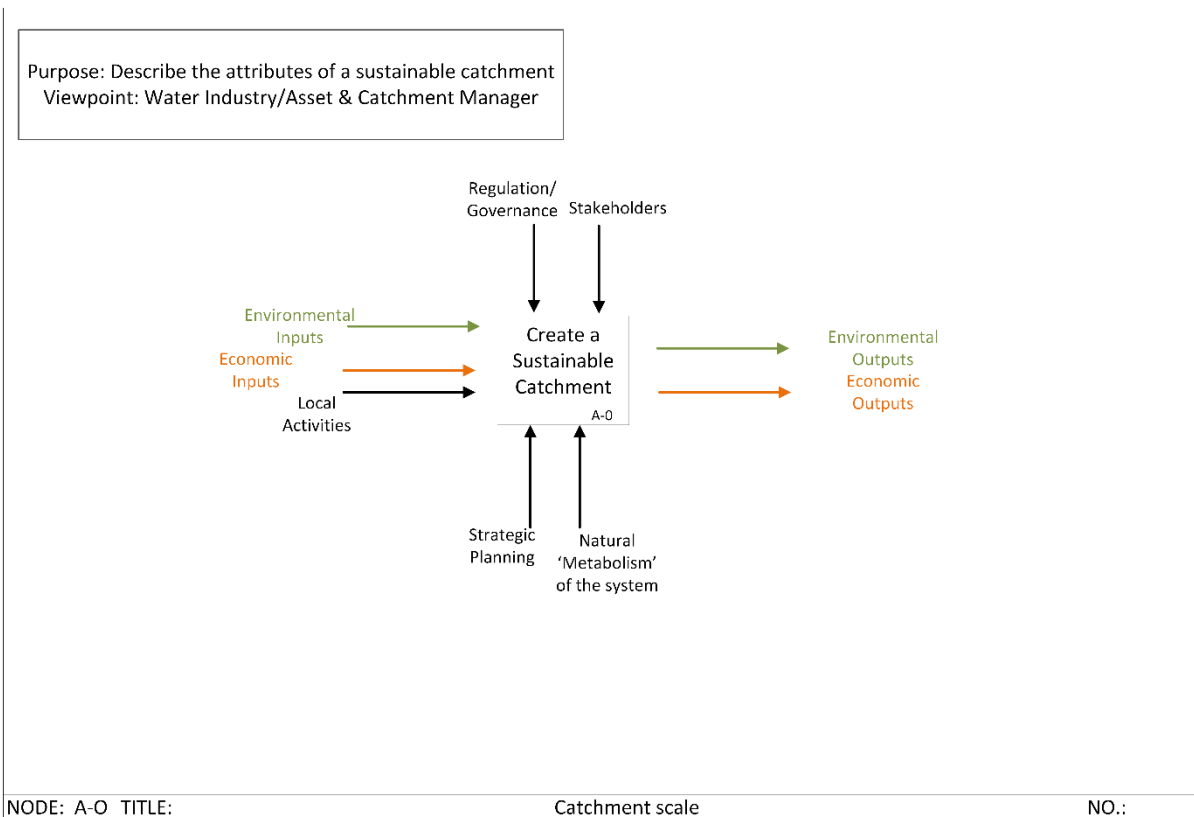 Purpose: Describe the attributes of a sustainable catchment
Viewpoint: Water Industry/Asset & Catchment Manager
Regulation/
Governance
Stakeholders
Environmental
Inputs
Economic
Inputs
Local
Activities
Create a
Sustainable
Catchment
A-0
Environmental
Outputs
Economic
Outputs
Strategic
Planning
Natural
‘Metabolism’
of the system
NODE: A-O TITLE: Catchment scale NO.: